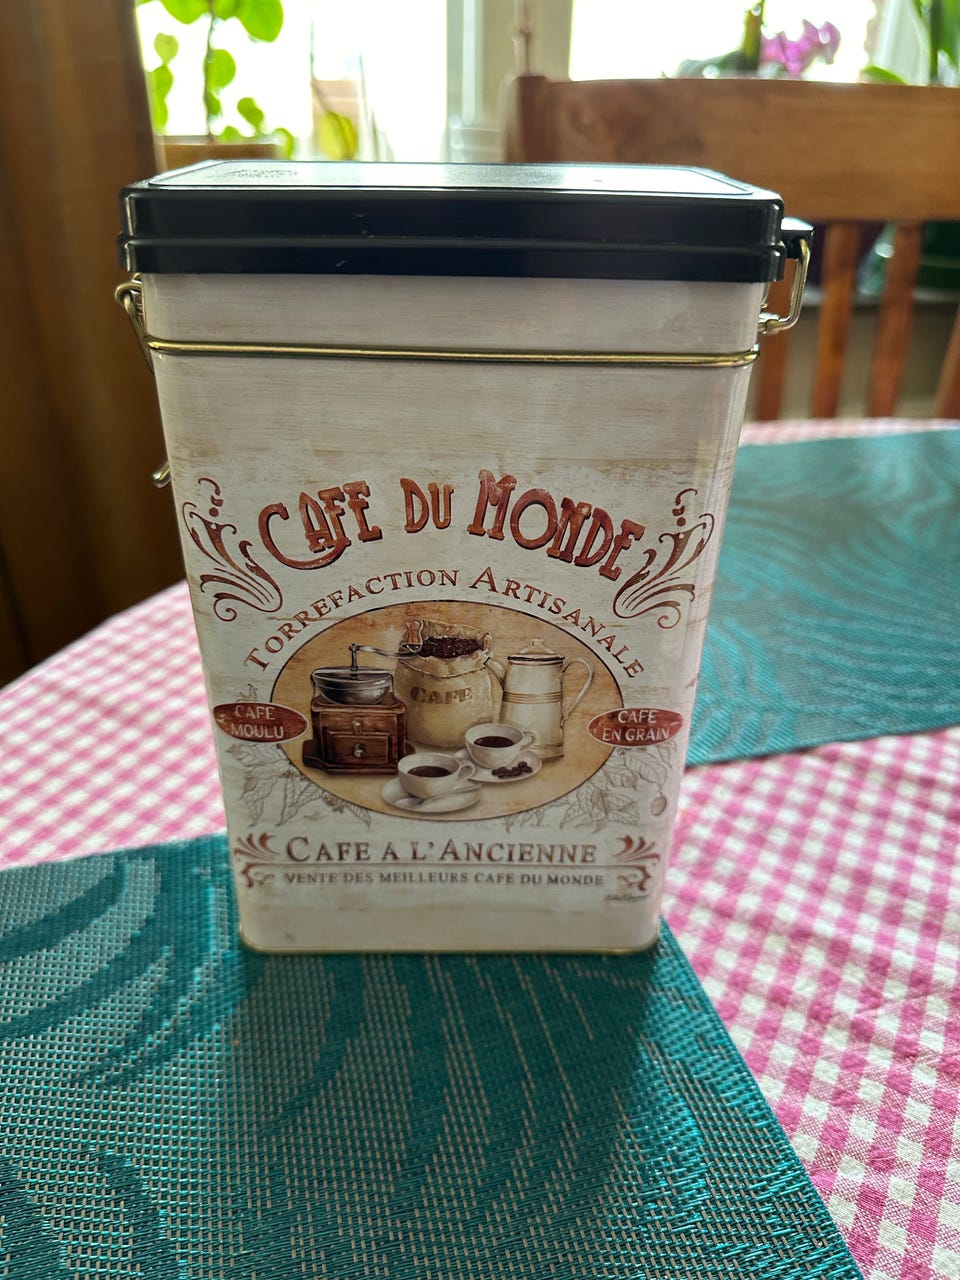 CAFE DU MONDE
TORREFACTION ARTISANALE
CAFE
CAFE
MOULU
CAFE
EN GRAIN
CAFE A L'ANCIENNE
VENTE DES MEILLEURS CAFE DU MONDE